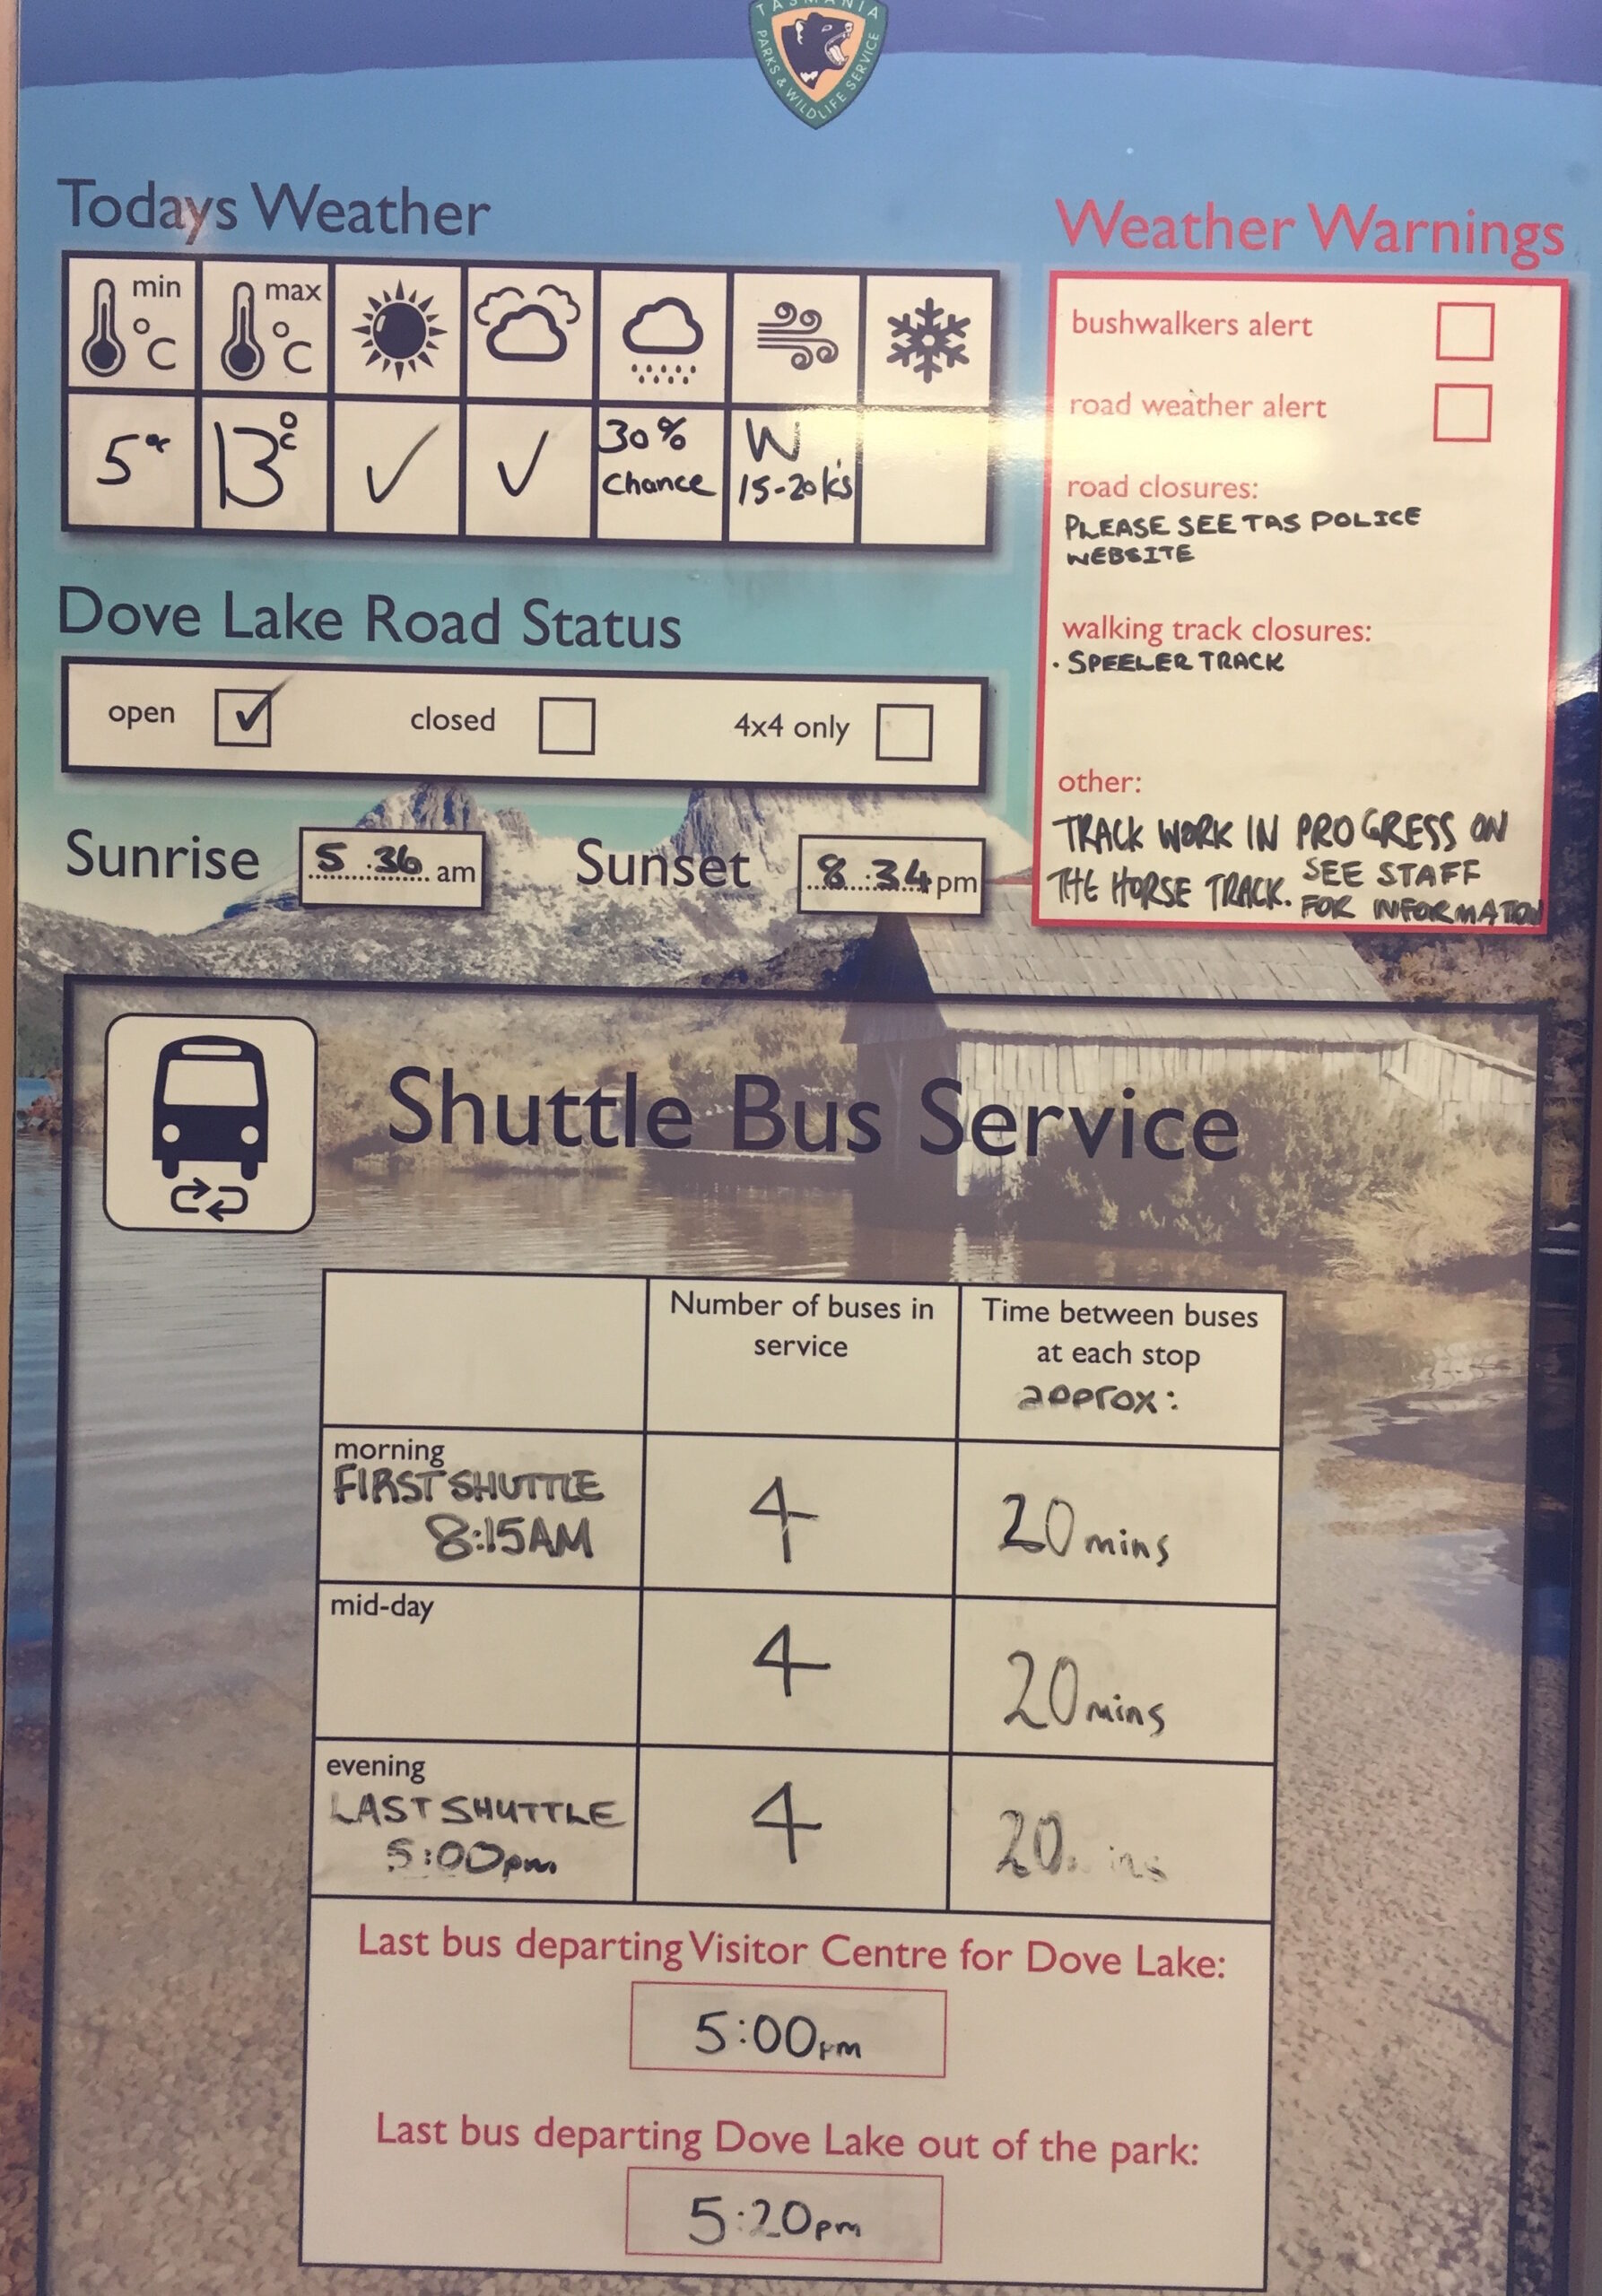 TASMANIA
PARKS & WILDLIFE SERVICE
Todays Weather
min °C
max °C
5°c
13°c
✓
✓
30%
Chance
W
15-20k's
Dove Lake Road Status
open ✓ closed 4x4 only
Sunrise 5.36 am Sunset 8.34 pm
Weather Warnings
bushwalkers alert
road weather alert
road closures:
PLEASE SEE TAS POLICE
WEBSITE
walking track closures:
· SPEELER TRACK
other:
TRACK WORK IN PROGRESS ON
THE HORSE TRACK. SEE STAFF
FOR INFORMATION
Shuttle Bus Service
Number of buses in
service
Time between buses
at each stop
approx:
morning
FIRST SHUTTLE
8:15AM
4
20 mins
mid-day
4
20 mins
evening
LAST SHUTTLE
5:00pm
4
20
Last bus departing Visitor Centre for Dove Lake:
5:00pm
Last bus departing Dove Lake out of the park:
5:20pm